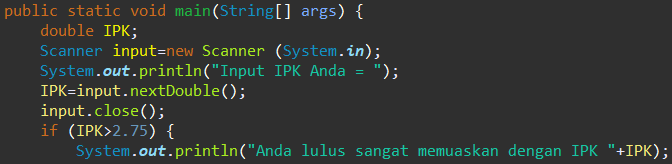 public static void main(String[] args) {
double IPK;
Scanner input=new Scanner (System.in);
System.out.println("Input IPK Anda = ");
IPK=input.nextDouble();
input.close();
if (IPK>2.75) {
System.out.println("Anda lulus sangat memuaskan dengan IPK "+IPK);